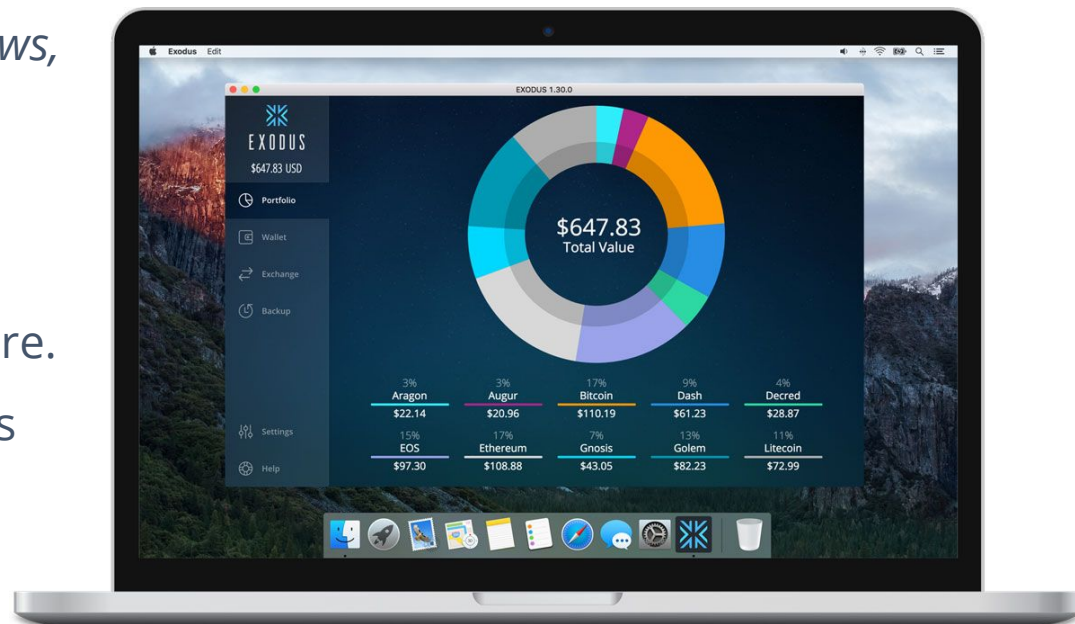 ws,
re.
s
Exodus Edit
EXODUS 1.30.0
EXODUS
$647.83 USD
Portfolio
Wallet
Exchange
Backup
Settings
Help
$647.83
Total Value
3% 3% 17% 9% 4%
Aragon Augur Bitcoin Dash Decred
$22.14 $20.96 $110.19 $61.23 $28.87
15% 17% 7% 13% 11%
EOS Ethereum Gnosis Golem Litecoin
$97.30 $108.88 $43.05 $82.23 $72.99